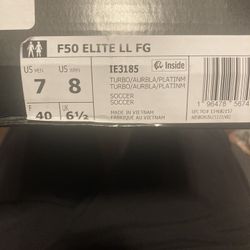 F50 ELITE LL FG
US MEN
7
US WMN
8
F
40
UK
6½
IE3185
Inside
TURBO/AURBLA/PLATINM
TURBO/AURBLA/PLATINM
SOCCER
SOCCER
MADE IN VIETNAM
FABRIQUÉ AU VIETNAM